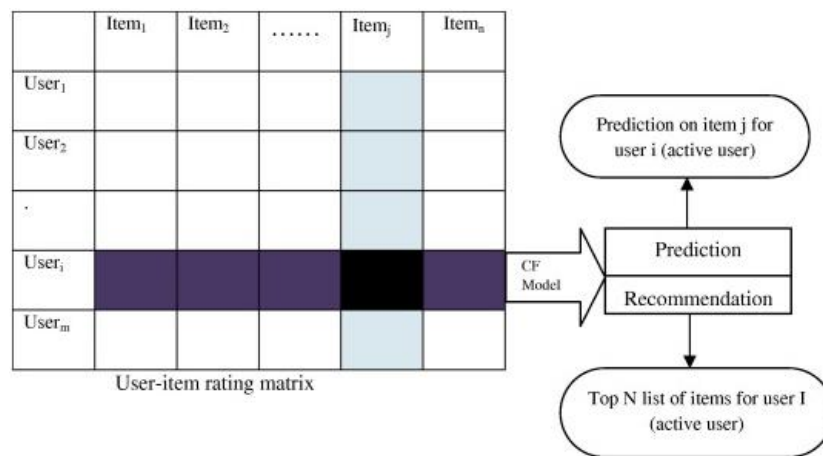 Item₁ Item₂ ...... Itemⱼ Itemₙ
User₁
User₂
.
Userᵢ
Userₘ
User-item rating matrix
CF
Model
Prediction on item j for
user i (active user)
Prediction
Recommendation
Top N list of items for user I
(active user)